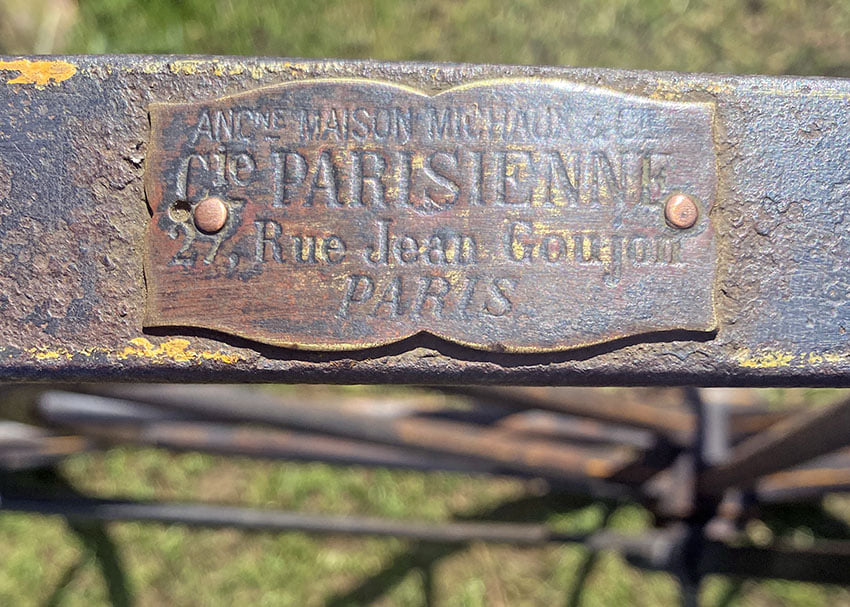 ANCNE MAISON MICHAUX & CIE
Cie PARISIENNE
27, Rue Jean Goujon
PARIS